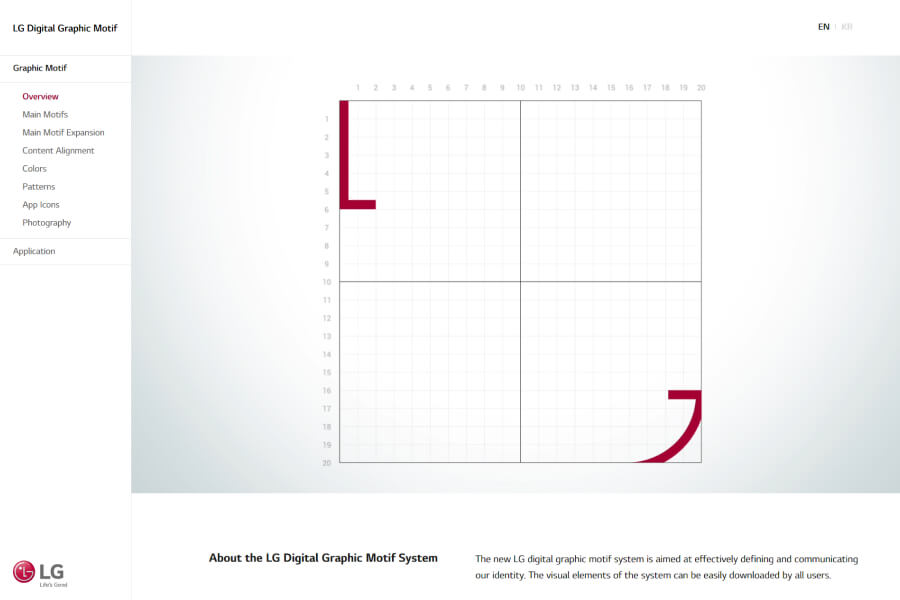 LG Digital Graphic Motif
EN | KR
Graphic Motif
Overview
Main Motifs
Main Motif Expansion
Content Alignment
Colors
Patterns
App Icons
Photography
Application
1 2 3 4 5 6 7 8 9 10 11 12 13 14 15 16 17 18 19 20
1
2
3
4
5
6
7
8
9
10
11
12
13
14
15
16
17
18
19
20
About the LG Digital Graphic Motif System
The new LG digital graphic motif system is aimed at effectively defining and communicating
our identity. The visual elements of the system can be easily downloaded by all users.
LG
Life's Good